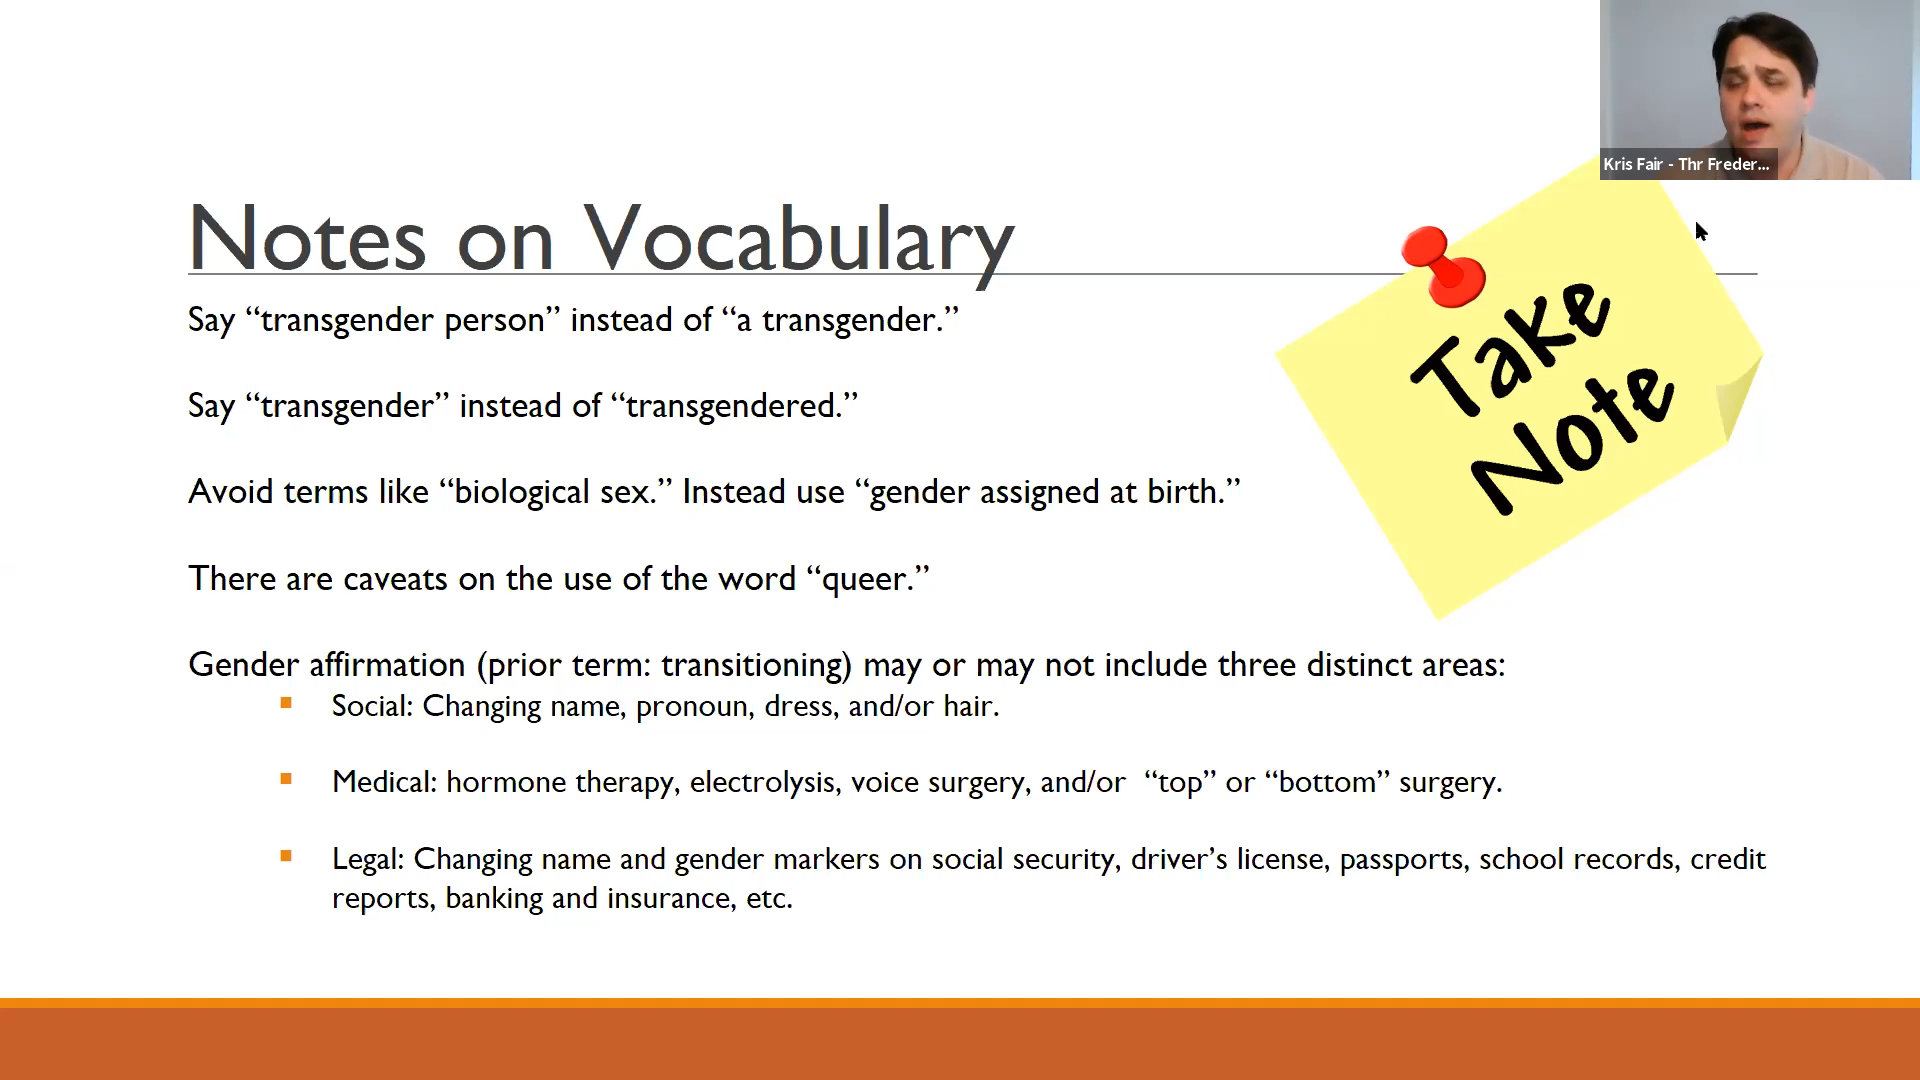 Kris Fair - Thr Freder...
Notes on Vocabulary
Say “transgender person” instead of “a transgender.”
Say “transgender” instead of “transgendered.”
Avoid terms like “biological sex.” Instead use “gender assigned at birth.”
There are caveats on the use of the word “queer.”
Gender affirmation (prior term: transitioning) may or may not include three distinct areas:
Social: Changing name, pronoun, dress, and/or hair.
Medical: hormone therapy, electrolysis, voice surgery, and/or “top” or “bottom” surgery.
Legal: Changing name and gender markers on social security, driver’s license, passports, school records, credit
reports, banking and insurance, etc.
Take
Note